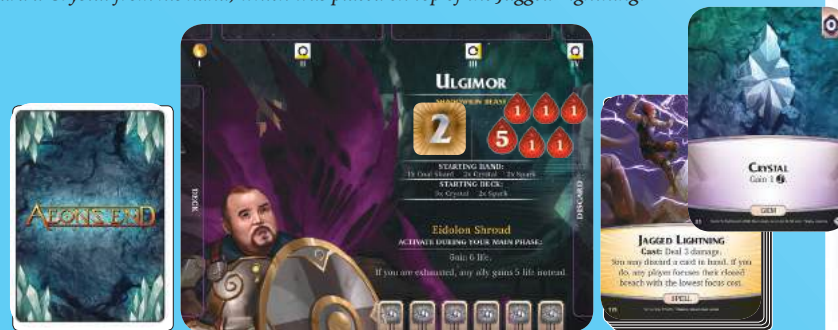 AEON'S END
DECK
I
II
III
IV
ULGIMOR
2
1 1 1
5 1 1
STARTING HAND:
1x Coal Shard 2x Crystal 2x Spark
STARTING DECK:
3x Crystal 2x Spark
Eidolon Shroud
ACTIVATE DURING YOUR MAIN PHASE:
Gain 6 life.
If you are exhausted, any ally gains 5 life instead.
DISCARD
JAGGED LIGHTNING
Cast: Deal 3 damage.
You may discard a card in hand. If you
do, any player focuses their closed
breach with the lowest focus cost.
SPELL
CRYSTAL
Gain 1
GEM